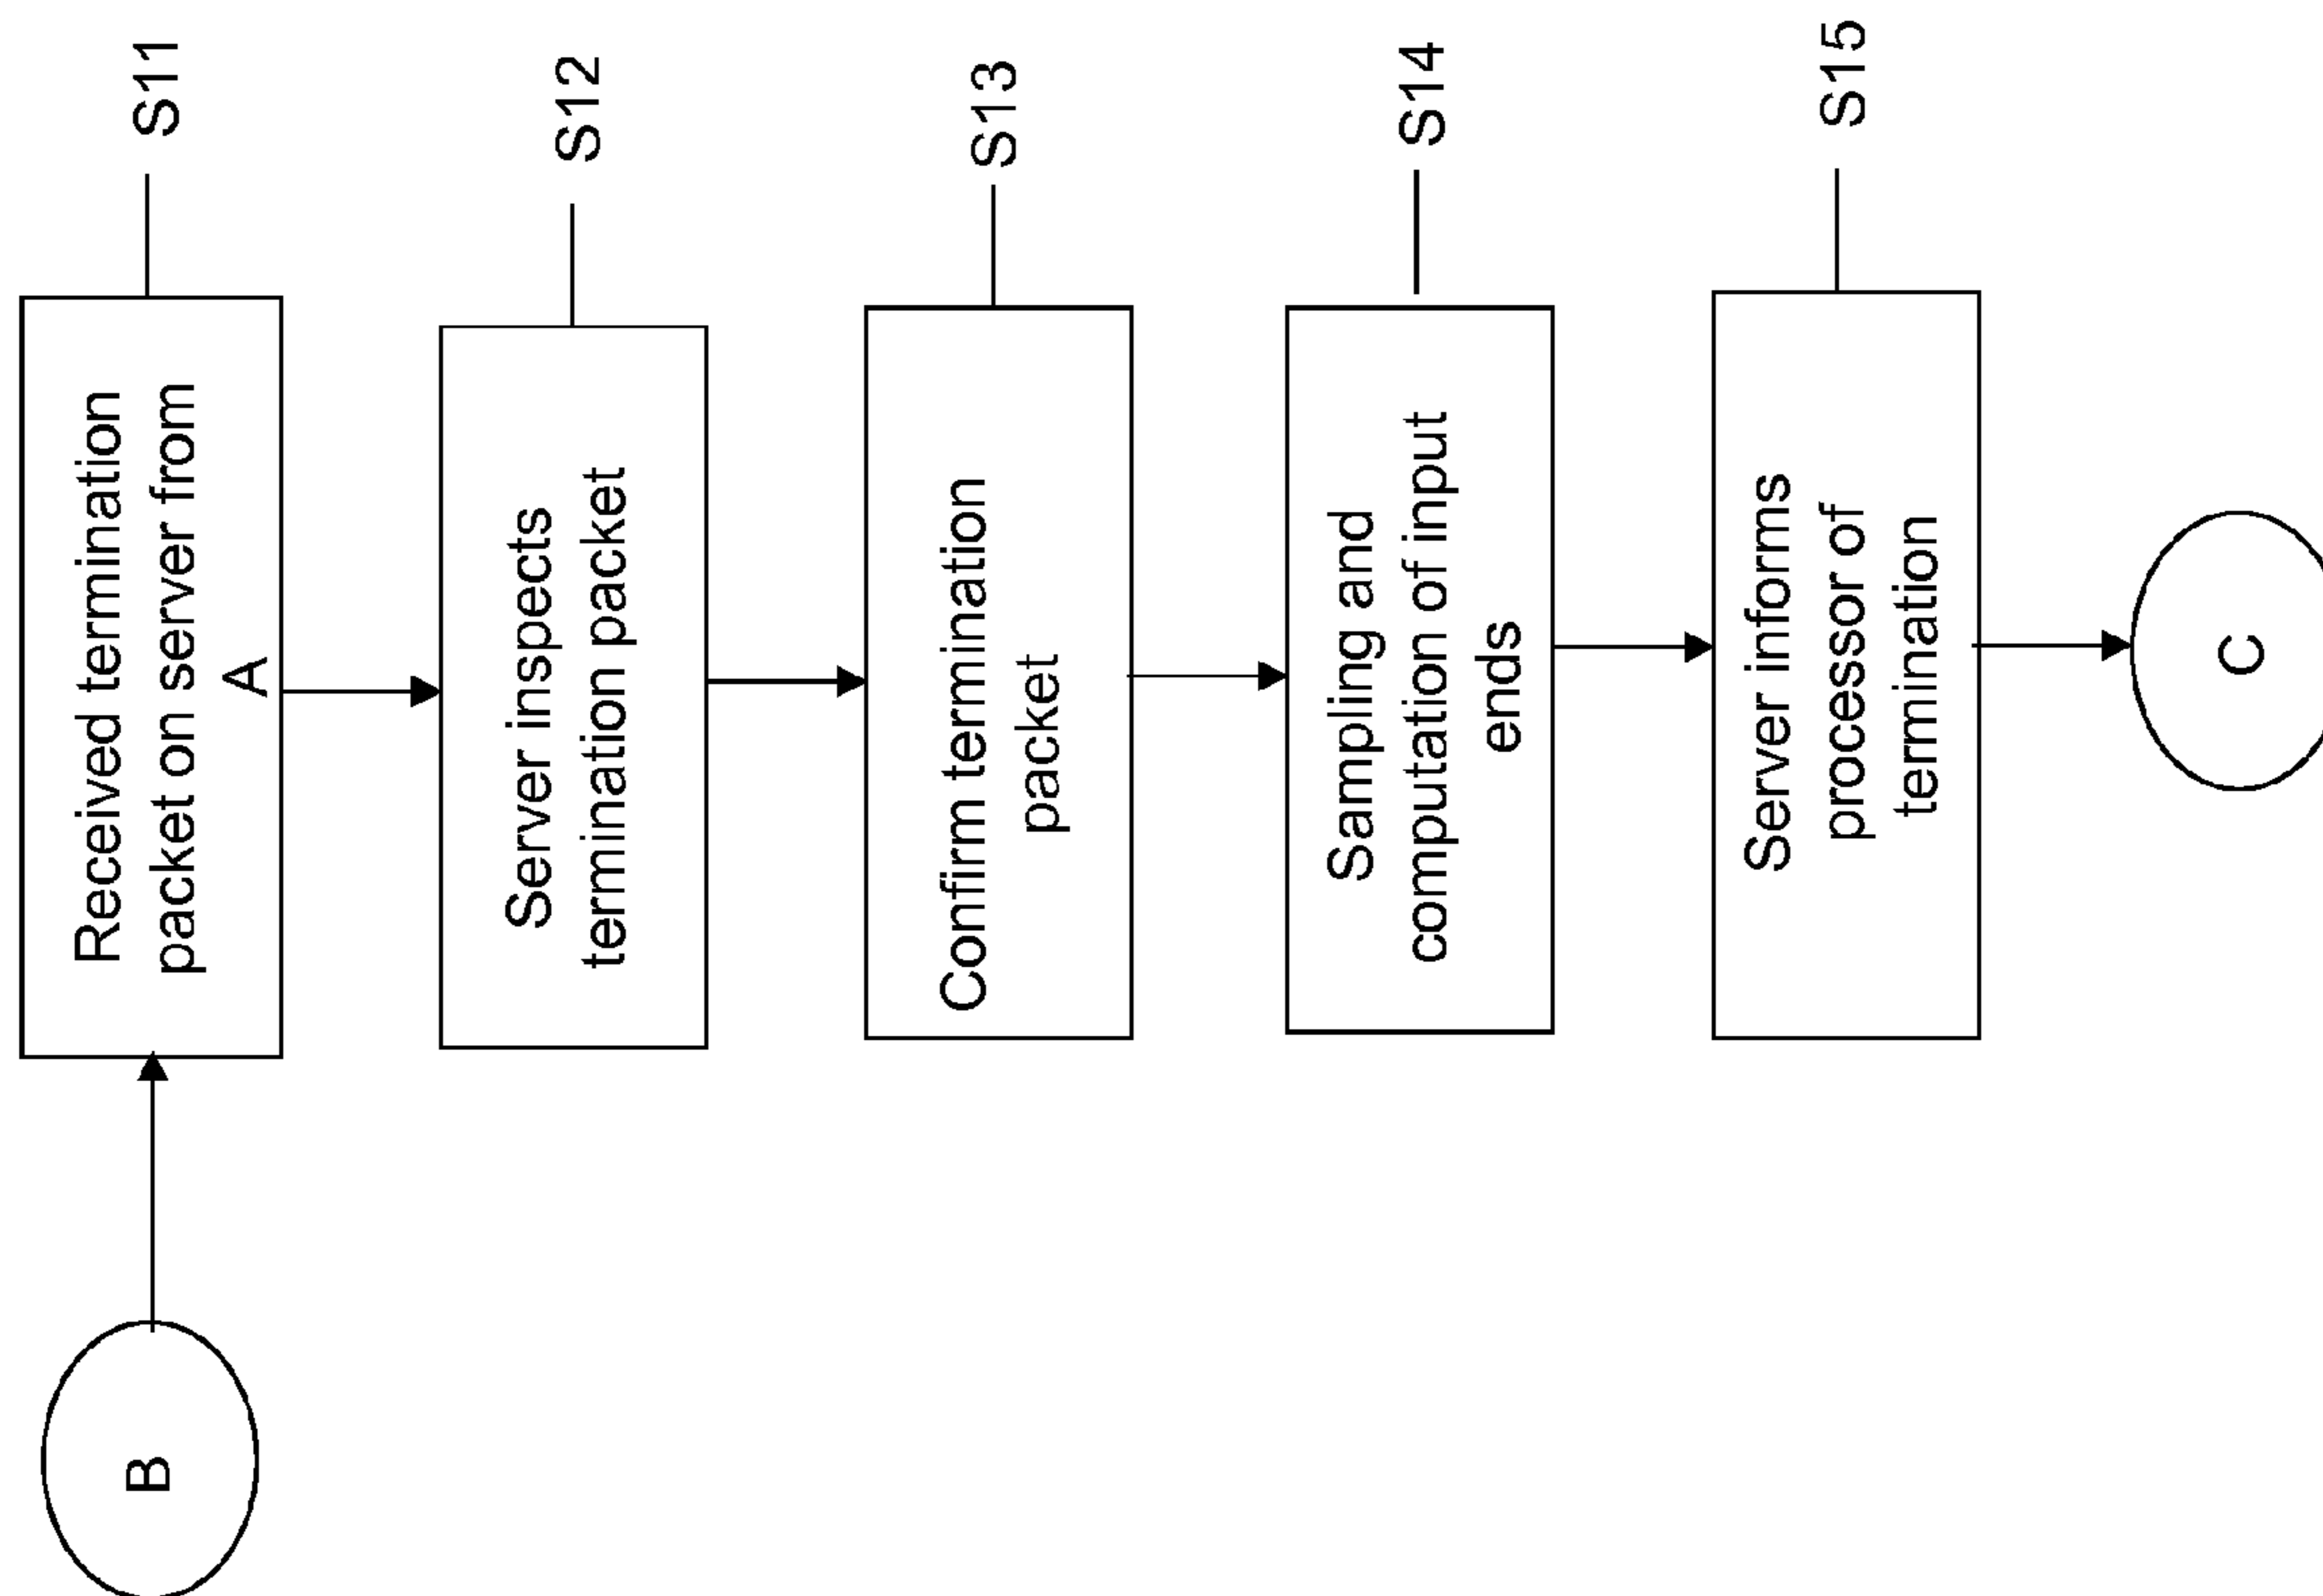 B
Received termination
packet on server from
A
S11
Server inspects
termination packet
S12
Confirm termination
packet
S13
Sampling and
computation of input
ends
S14
Server informs
processor of
termination
S15
C